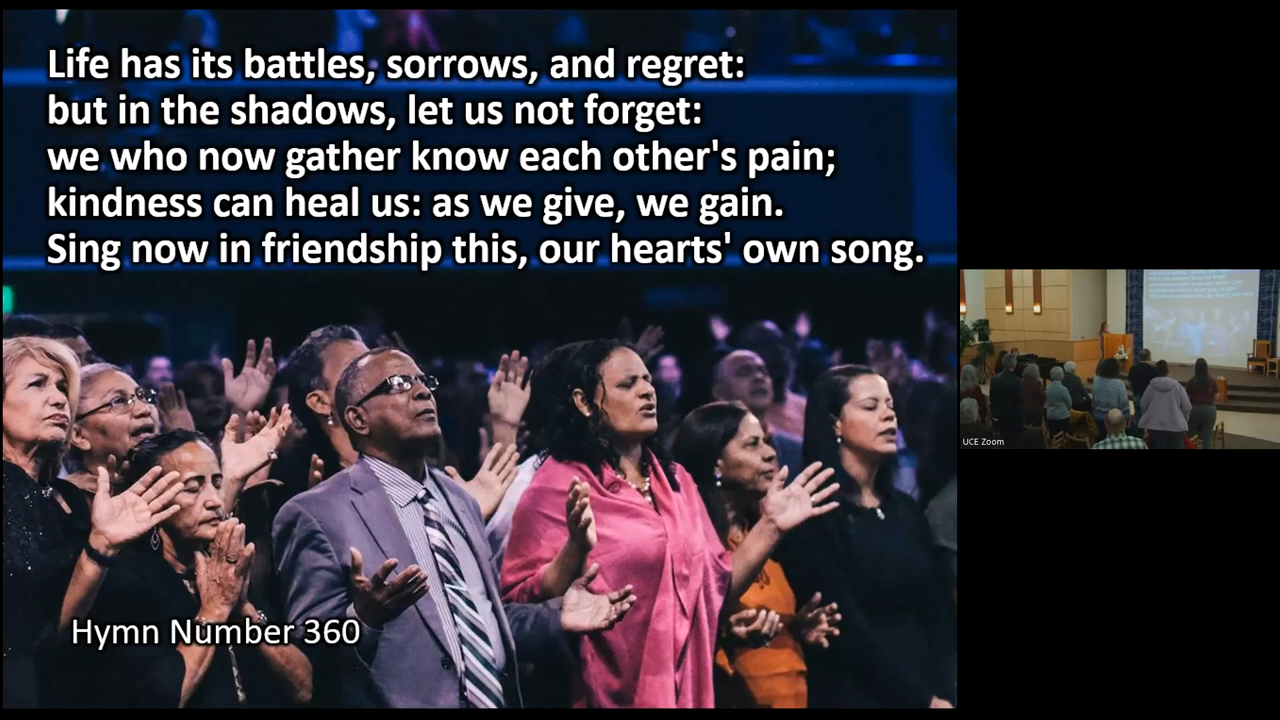 Life has its battles, sorrows, and regret:
but in the shadows, let us not forget:
we who now gather know each other's pain;
kindness can heal us: as we give, we gain.
Sing now in friendship this, our hearts' own song.
Hymn Number 360
UCE Zoom